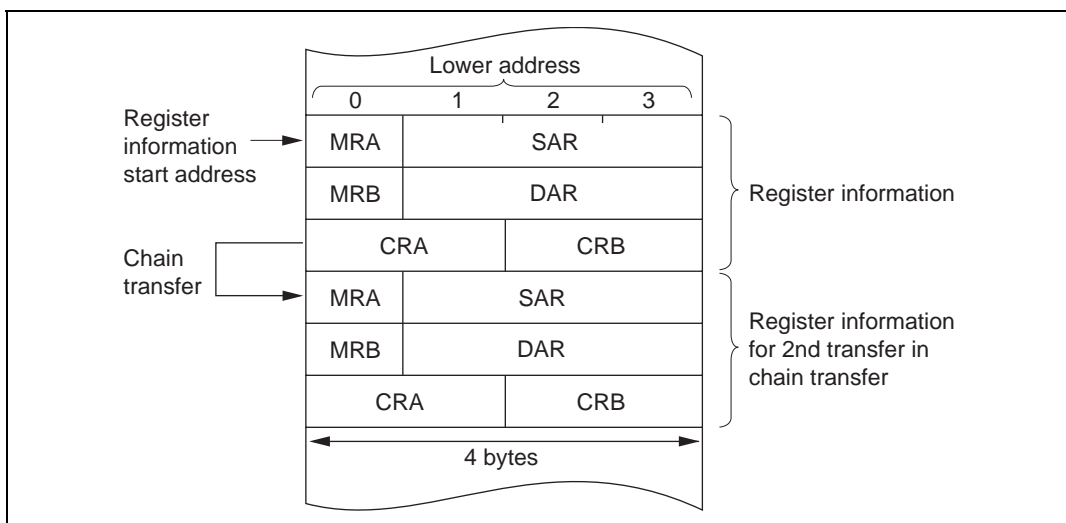 Lower address
0 1 2 3
Register
information
start address
MRA SAR
MRB DAR
Register information
CRA CRB
Chain
transfer
MRA SAR
MRB DAR
Register information
for 2nd transfer in
chain transfer
CRA CRB
4 bytes